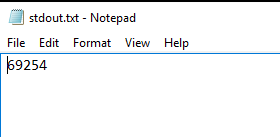 stdout.txt - Notepad
File Edit Format View Help
69254